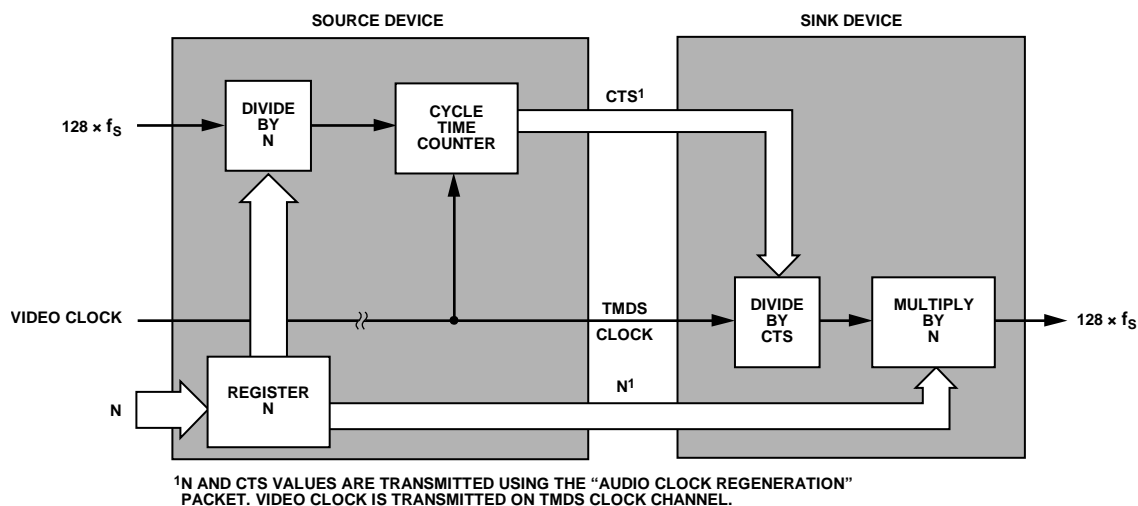 SOURCE DEVICE
SINK DEVICE
128 × fS
DIVIDE
BY
N
CYCLE
TIME
COUNTER
CTS1
128 × fS
VIDEO CLOCK
TMDS
CLOCK
DIVIDE
BY
CTS
MULTIPLY
BY
N
N
REGISTER
N
N1
1N AND CTS VALUES ARE TRANSMITTED USING THE “AUDIO CLOCK REGENERATION”
PACKET. VIDEO CLOCK IS TRANSMITTED ON TMDS CLOCK CHANNEL.